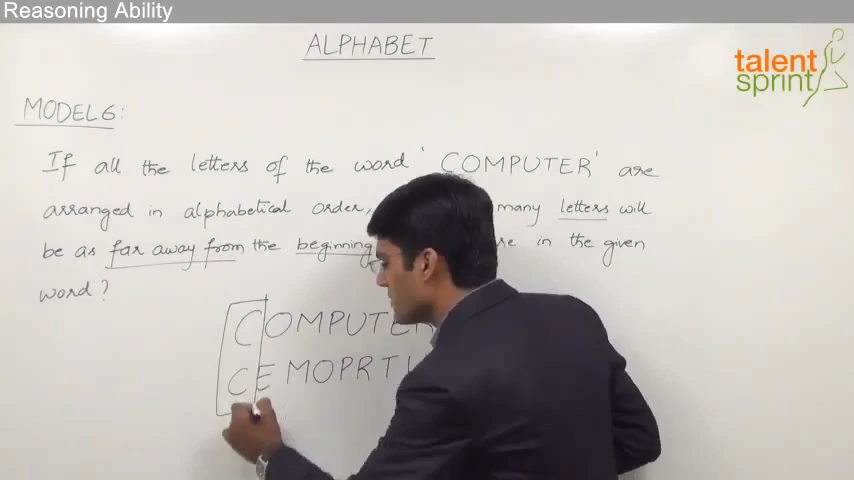 Reasoning Ability
ALPHABET
talent
sprint
MODEL 6:
If all the letters of the word 'COMPUTER' are
arranged in alphabetical order, many letters will
be as far away from the beginning in the given
word?
COMPUTE
CEMOPRT